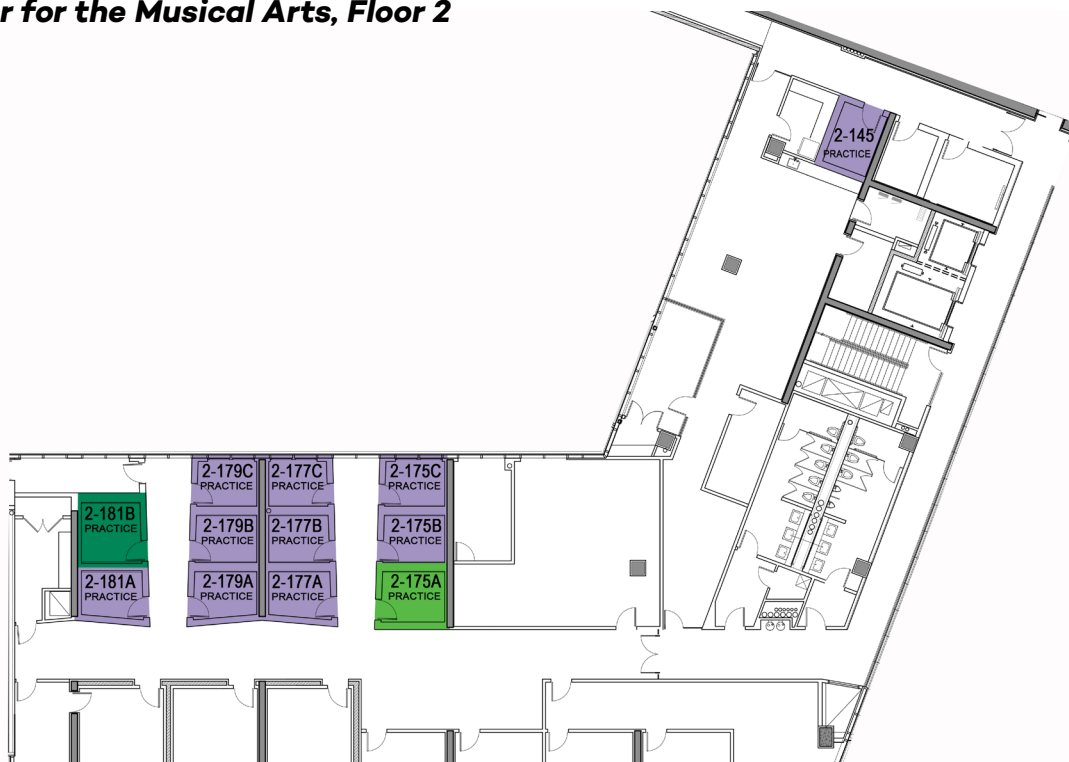 r for the Musical Arts, Floor 2
2-145
PRACTICE
2-179C
PRACTICE
2-177C
PRACTICE
2-175C
PRACTICE
2-181B
PRACTICE
2-179B
PRACTICE
2-177B
PRACTICE
2-175B
PRACTICE
2-181A
PRACTICE
2-179A
PRACTICE
2-177A
PRACTICE
2-175A
PRACTICE